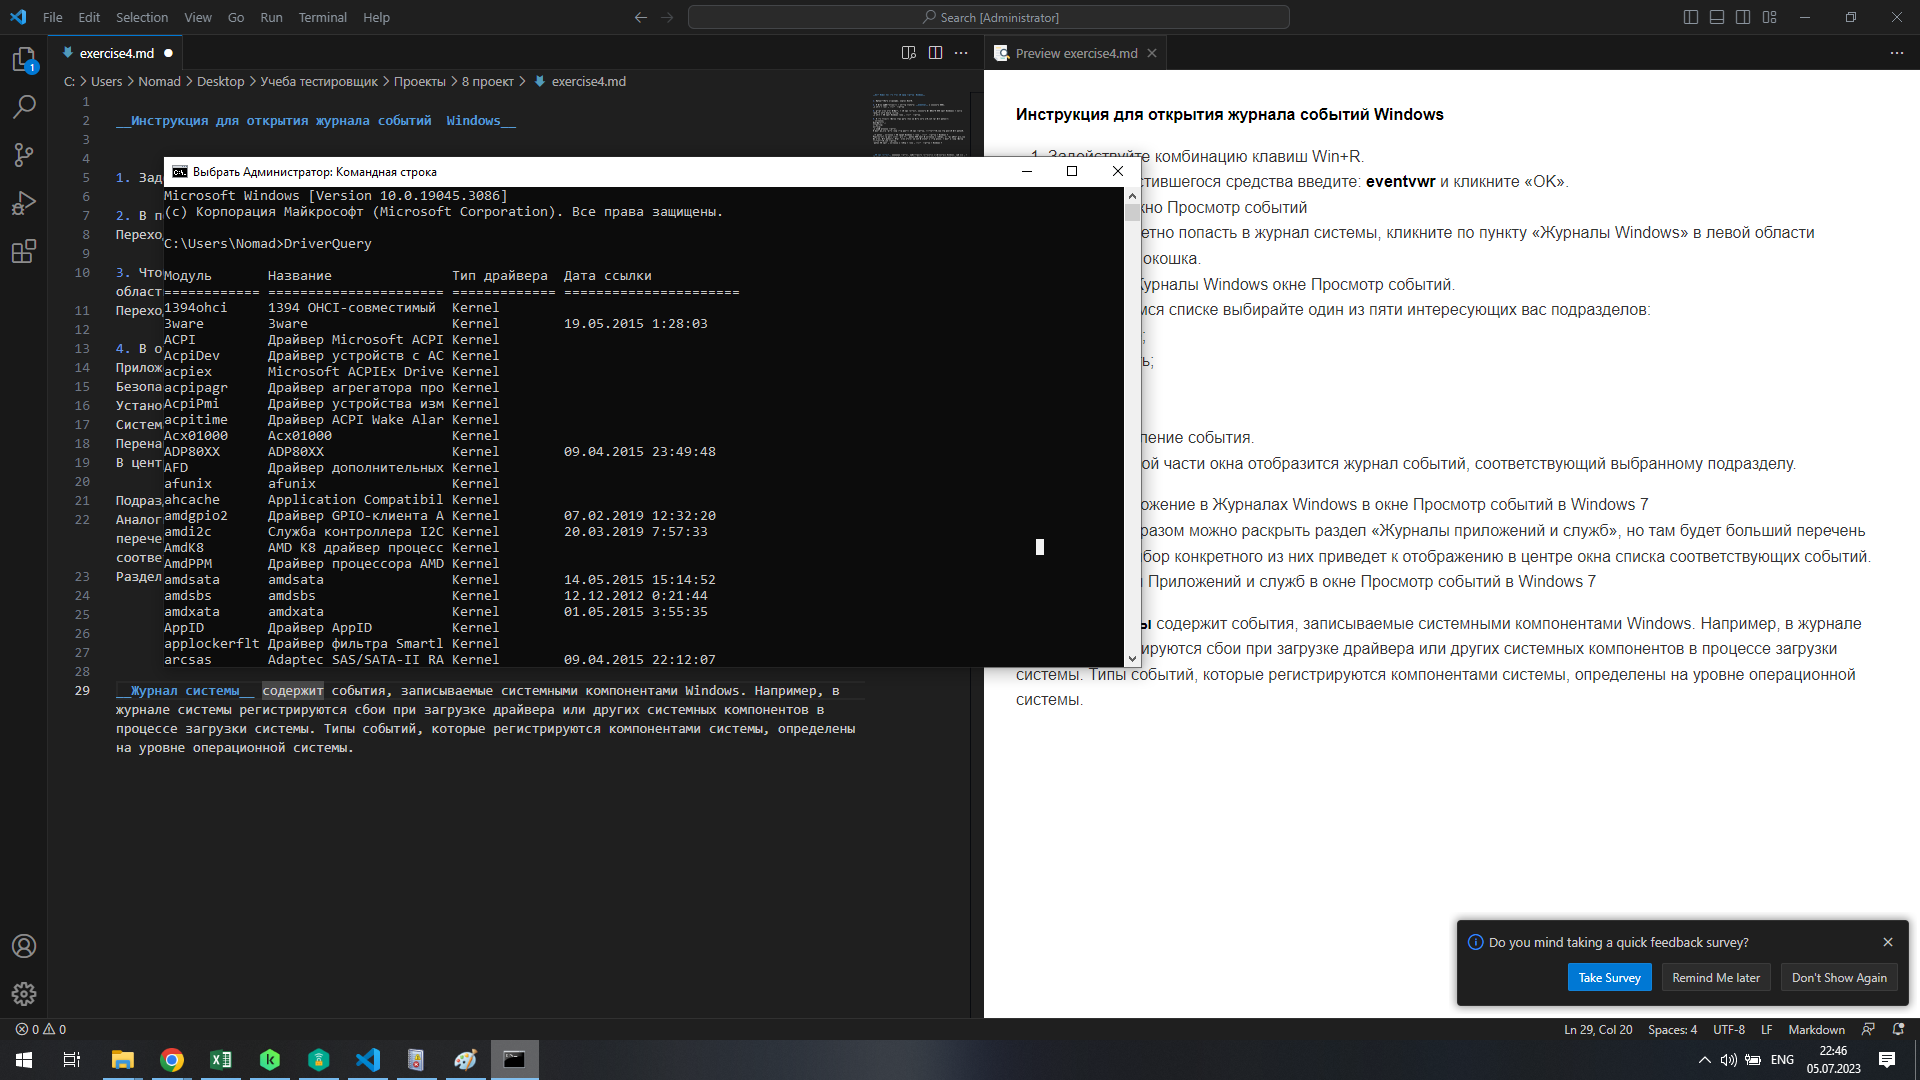 File Edit Selection View Go Run Terminal Help
Search [Administrator]
exercise4.md
Preview exercise4.md
C: > Users > Nomad > Desktop > Учеба тестировщик > Проекты > 8 проект > exercise4.md
1
2 __Инструкция для открытия журнала событий  Windows__
3
4
5 1. Зад
6
7 2. В п
8 Перехо
9
10 3. Что
област
11 Перехо
12
13 4. В о
14 Прилож
15 Безопа
16 Устано
17 Систем
18 Перена
19 В цент
20
21 Подраз
22 Аналог
перече
соотве
23 Раздел
24
25
26
27
28
29 __Журнал системы__ содержит события, записываемые системными компонентами Windows. Например, в
журнале системы регистрируются сбои при загрузке драйвера или других системных компонентов в
процессе загрузки системы. Типы событий, которые регистрируются компонентами системы, определены
на уровне операционной системы.
Выбрать Администратор: Командная строка
Microsoft Windows [Version 10.0.19045.3086]
(c) Корпорация Майкрософт (Microsoft Corporation). Все права защищены.
C:\Users\Nomad>DriverQuery
Модуль Название Тип драйвера Дата ссылки
============ ====================== ============= ======================
1394ohci 1394 OHCI-совместимый Kernel
3ware 3ware Kernel 19.05.2015 1:28:03
ACPI Драйвер Microsoft ACPI Kernel
AcpiDev Драйвер устройств с AC Kernel
acpiex Microsoft ACPIEx Drive Kernel
acpipagr Драйвер агрегатора про Kernel
AcpiPmi Драйвер устройства изм Kernel
acpitime Драйвер ACPI Wake Alar Kernel
Acx01000 Acx01000 Kernel
ADP80XX ADP80XX Kernel 09.04.2015 23:49:48
AFD Драйвер дополнительных Kernel
afunix afunix Kernel
ahcache Application Compatibil Kernel
amdgpio2 Драйвер GPIO-клиента A Kernel 07.02.2019 12:32:20
amdi2c Служба контроллера I2C Kernel 20.03.2019 7:57:33
AmdK8 AMD K8 драйвер процесс Kernel
AmdPPM Драйвер процессора AMD Kernel
amdsata amdsata Kernel 14.05.2015 15:14:52
amdsbs amdsbs Kernel 12.12.2012 0:21:44
amdxata amdxata Kernel 01.05.2015 3:55:35
AppID Драйвер AppID Kernel
applockerflt Драйвер фильтра Smartl Kernel
arcsas Adaptec SAS/SATA-II RA Kernel 09.04.2015 22:12:07
Инструкция для открытия журнала событий Windows
1. Задействуйте комбинацию клавиш Win+R.
стившегося средства введите: eventvwr и кликните «OK».
но Просмотр событий
етно попасть в журнал системы, кликните по пункту «Журналы Windows» в левой области
окошка.
Журналы Windows окне Просмотр событий.
мся списке выбирайте один из пяти интересующих вас подразделов:
;
ь;
ление события.
ой части окна отобразится журнал событий, соответствующий выбранному подразделу.
ожение в Журналах Windows в окне Просмотр событий в Windows 7
разом можно раскрыть раздел «Журналы приложений и служб», но там будет больший перечень
бор конкретного из них приведет к отображению в центре окна списка соответствующих событий.
Приложений и служб в окне Просмотр событий в Windows 7
ы содержит события, записываемые системными компонентами Windows. Например, в журнале
ируются сбои при загрузке драйвера или других системных компонентов в процессе загрузки
системы. Типы событий, которые регистрируются компонентами системы, определены на уровне операционной
системы.
Do you mind taking a quick feedback survey?
Take Survey Remind Me later Don't Show Again
0 0 Ln 29, Col 20 Spaces: 4 UTF-8 LF Markdown
ENG 22:46
05.07.2023